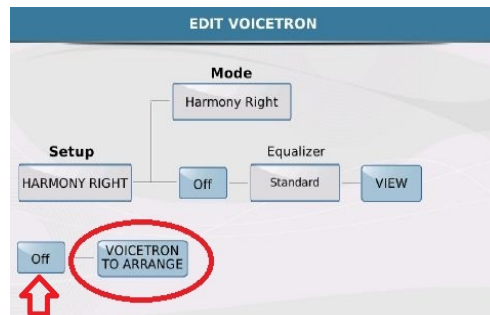 EDIT VOICETRON
Mode
Harmony Right
Setup
Equalizer
HARMONY RIGHT
Off
Standard
VIEW
Off
VOICETRON
TO ARRANGE